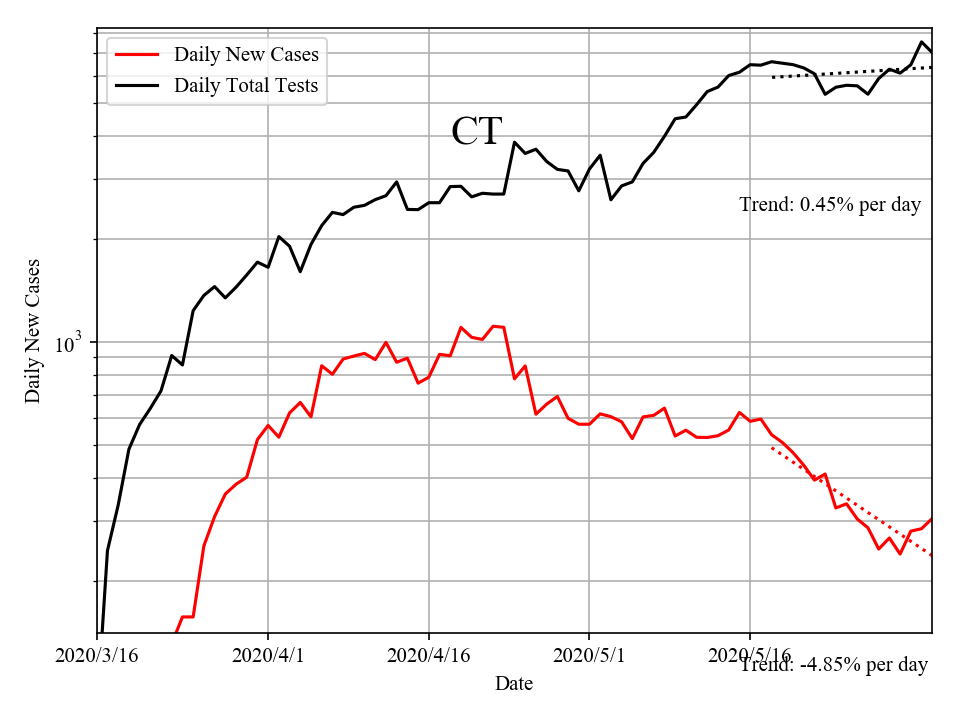 Daily New Cases
Daily Total Tests
CT
Trend: 0.45% per day
Daily New Cases
10^3
2020/3/16 2020/4/1 2020/4/16 2020/5/1 2020/5/16
Trend: -4.85% per day
Date